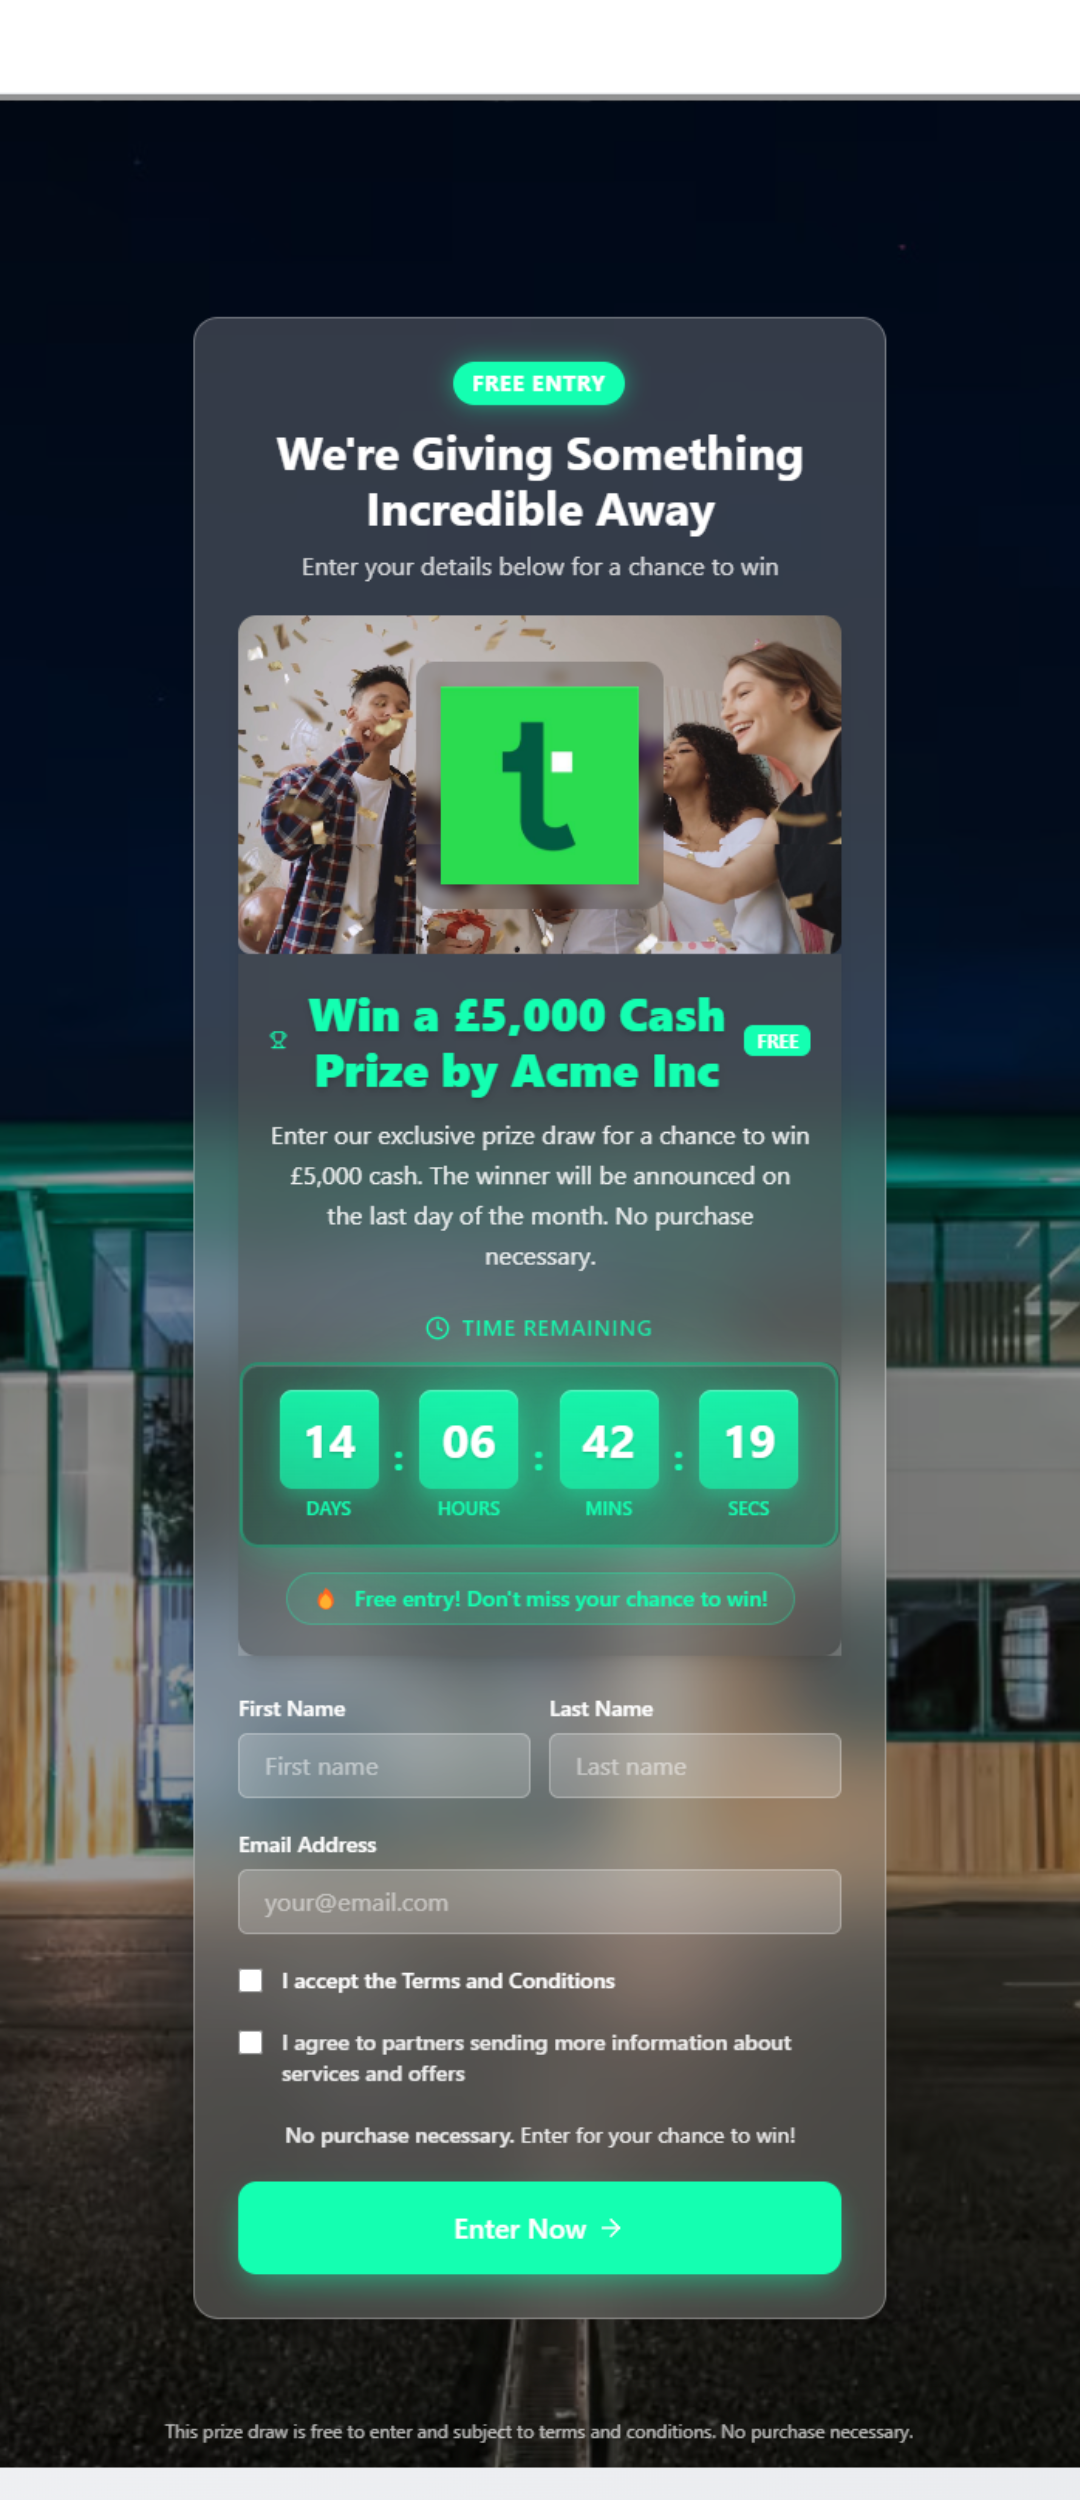 FREE ENTRY
We're Giving Something
Incredible Away
Enter your details below for a chance to win
t
Win a £5,000 Cash
Prize by Acme Inc
FREE
Enter our exclusive prize draw for a chance to win
£5,000 cash. The winner will be announced on
the last day of the month. No purchase
necessary.
TIME REMAINING
14 : 06 : 42 : 19
DAYS HOURS MINS SECS
Free entry! Don't miss your chance to win!
First Name Last Name
First name Last name
Email Address
your@email.com
I accept the Terms and Conditions
I agree to partners sending more information about
services and offers
No purchase necessary. Enter for your chance to win!
Enter Now →
This prize draw is free to enter and subject to terms and conditions. No purchase necessary.